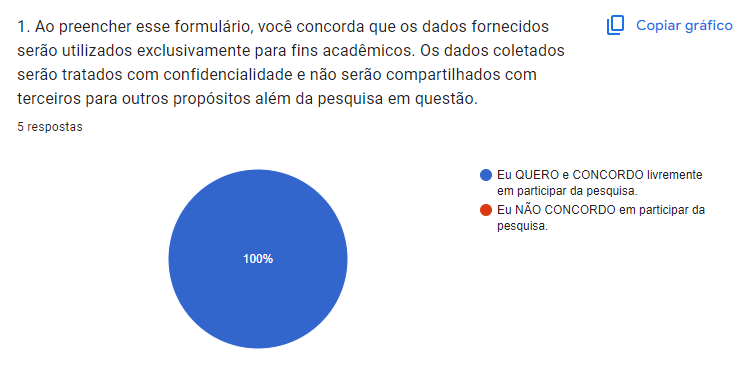 1. Ao preencher esse formulário, você concorda que os dados fornecidos
serão utilizados exclusivamente para fins acadêmicos. Os dados coletados
serão tratados com confidencialidade e não serão compartilhados com
terceiros para outros propósitos além da pesquisa em questão.
Copiar gráfico
5 respostas
100%
Eu QUERO e CONCORDO livremente
em participar da pesquisa.
Eu NÃO CONCORDO em participar da
pesquisa.